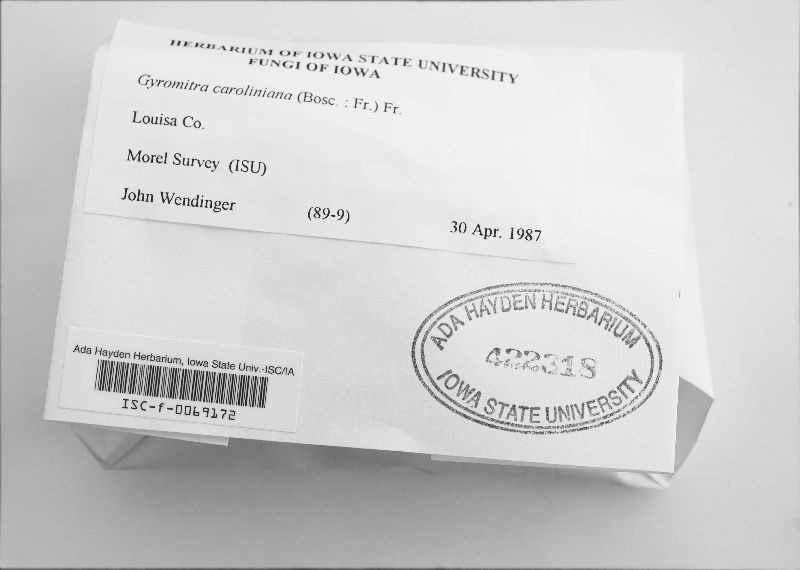 HERBARIUM OF IOWA STATE UNIVERSITY
FUNGI OF IOWA
Gyromitra caroliniana (Bosc. : Fr.) Fr.
Louisa Co.
Morel Survey (ISU)
John Wendinger (89-9) 30 Apr. 1987
ADA HAYDEN HERBARIUM
422318
IOWA STATE UNIVERSITY
Ada Hayden Herbarium, Iowa State Univ.-ISC/IA
ISC-f-0069172